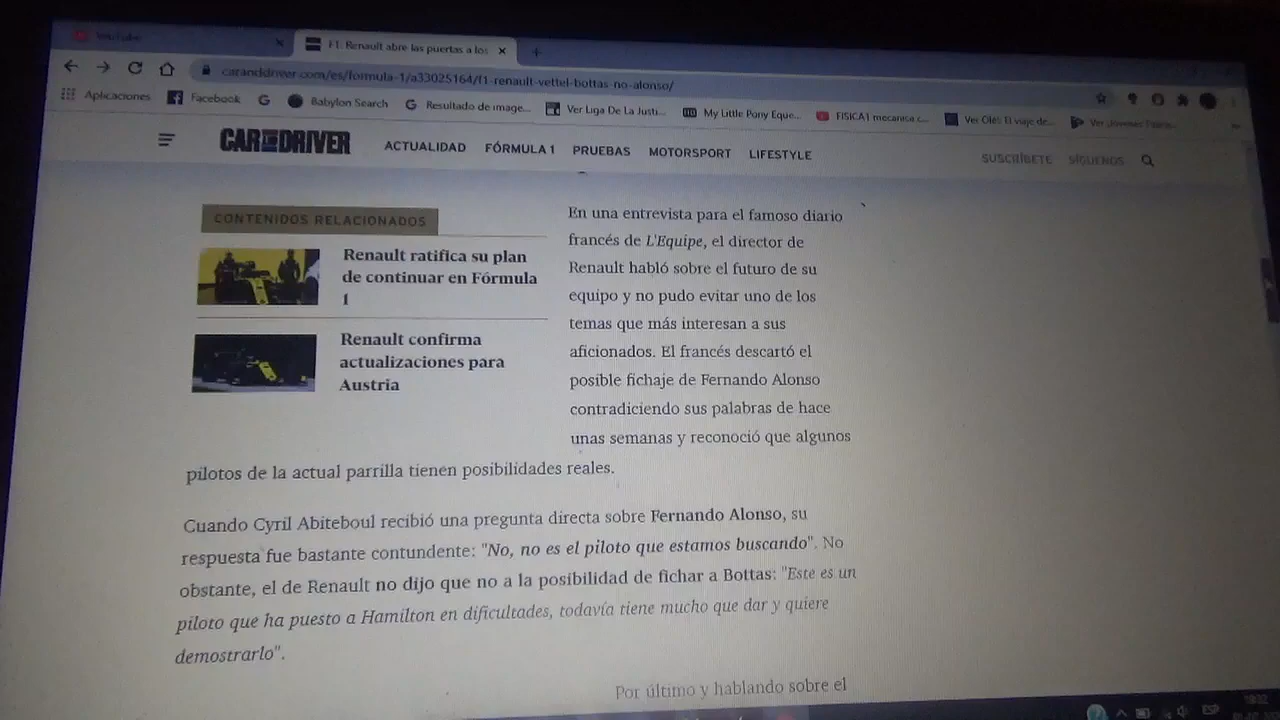 YouTube
F1: Renault abre las puertas a los
caranddriver.com/es/formula-1/a33025164/f1-renault-vettel-bottas-no-alonso/
Aplicaciones Facebook Babylon Search Resultado de image... Ver Liga De La Justi... My Little Pony Eque... FISICA1 mecanica c... Ver Olé: El viaje de... Ver
CAR AND DRIVER ACTUALIDAD FÓRMULA 1 PRUEBAS MOTORSPORT LIFESTYLE SUSCRÍBETE SÍGUENOS
CONTENIDOS RELACIONADOS
Renault ratifica su plan
de continuar en Fórmula
1
Renault confirma
actualizaciones para
Austria
En una entrevista para el famoso diario
francés de L'Equipe, el director de
Renault habló sobre el futuro de su
equipo y no pudo evitar uno de los
temas que más interesan a sus
aficionados. El francés descartó el
posible fichaje de Fernando Alonso
contradiciendo sus palabras de hace
unas semanas y reconoció que algunos
pilotos de la actual parrilla tienen posibilidades reales.
Cuando Cyril Abiteboul recibió una pregunta directa sobre Fernando Alonso, su
respuesta fue bastante contundente: "No, no es el piloto que estamos buscando". No
obstante, el de Renault no dijo que no a la posibilidad de fichar a Bottas: "Este es un
piloto que ha puesto a Hamilton en dificultades, todavía tiene mucho que dar y quiere
demostrarlo".
Por último y hablando sobre el
ESP